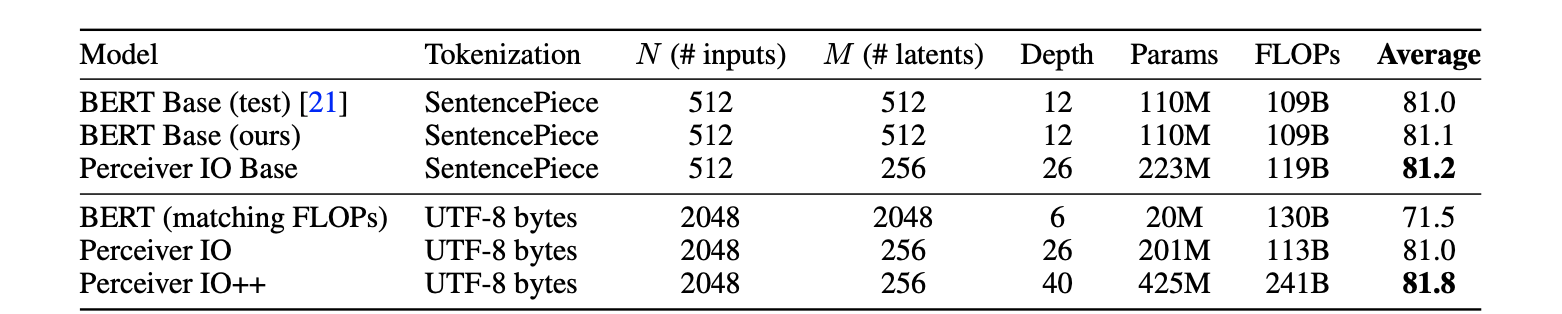 Model Tokenization N (# inputs) M (# latents) Depth Params FLOPs Average
BERT Base (test) [21] SentencePiece 512 512 12 110M 109B 81.0
BERT Base (ours) SentencePiece 512 512 12 110M 109B 81.1
Perceiver IO Base SentencePiece 512 256 26 223M 119B 81.2
BERT (matching FLOPs) UTF-8 bytes 2048 2048 6 20M 130B 71.5
Perceiver IO UTF-8 bytes 2048 256 26 201M 113B 81.0
Perceiver IO++ UTF-8 bytes 2048 256 40 425M 241B 81.8